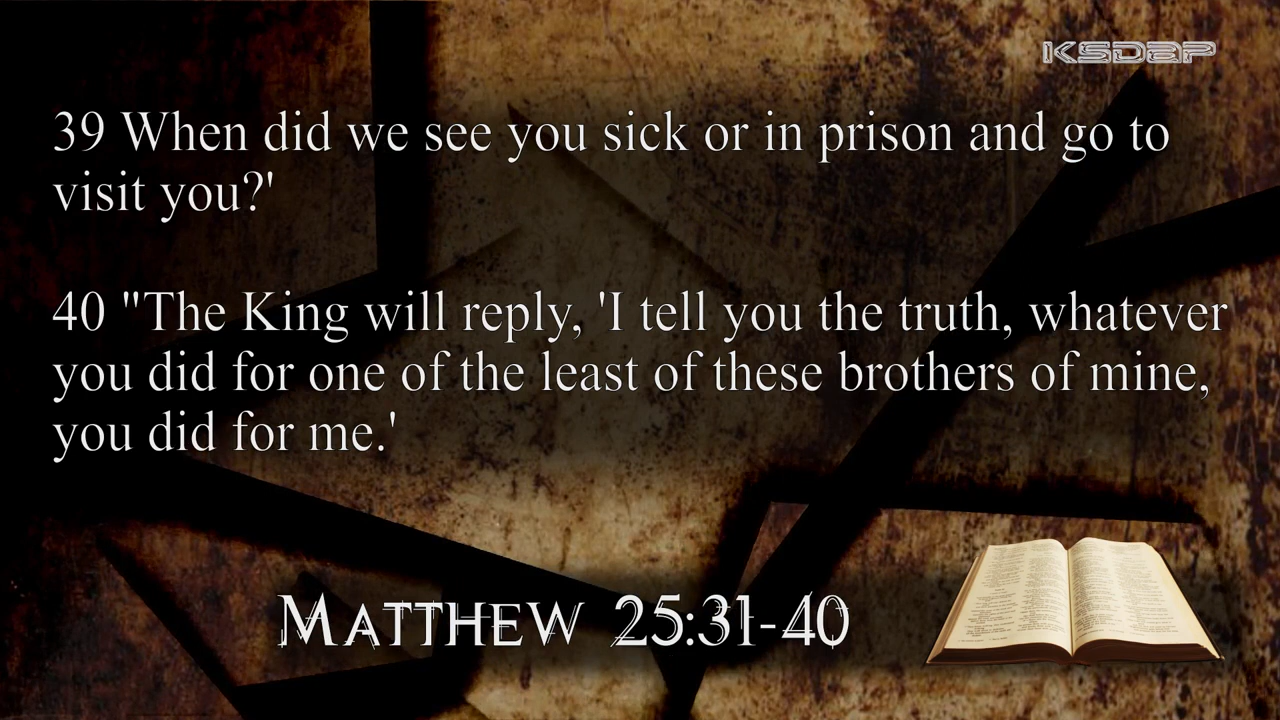 KSDAP
39 When did we see you sick or in prison and go to
visit you?'
40 "The King will reply, 'I tell you the truth, whatever
you did for one of the least of these brothers of mine,
you did for me.'
Matthew 25:31-40